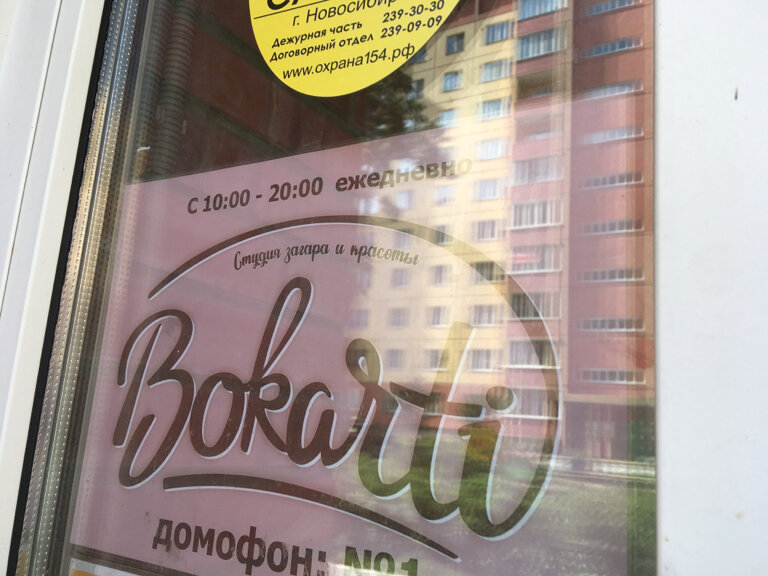 г. Новосибир
Дежурная часть 239-30-30
Договорный отдел 239-09-09
www.охрана154.рф
С 10:00 - 20:00 ежедневно
Студия загара и красоты
Bokarti
домофон: №1